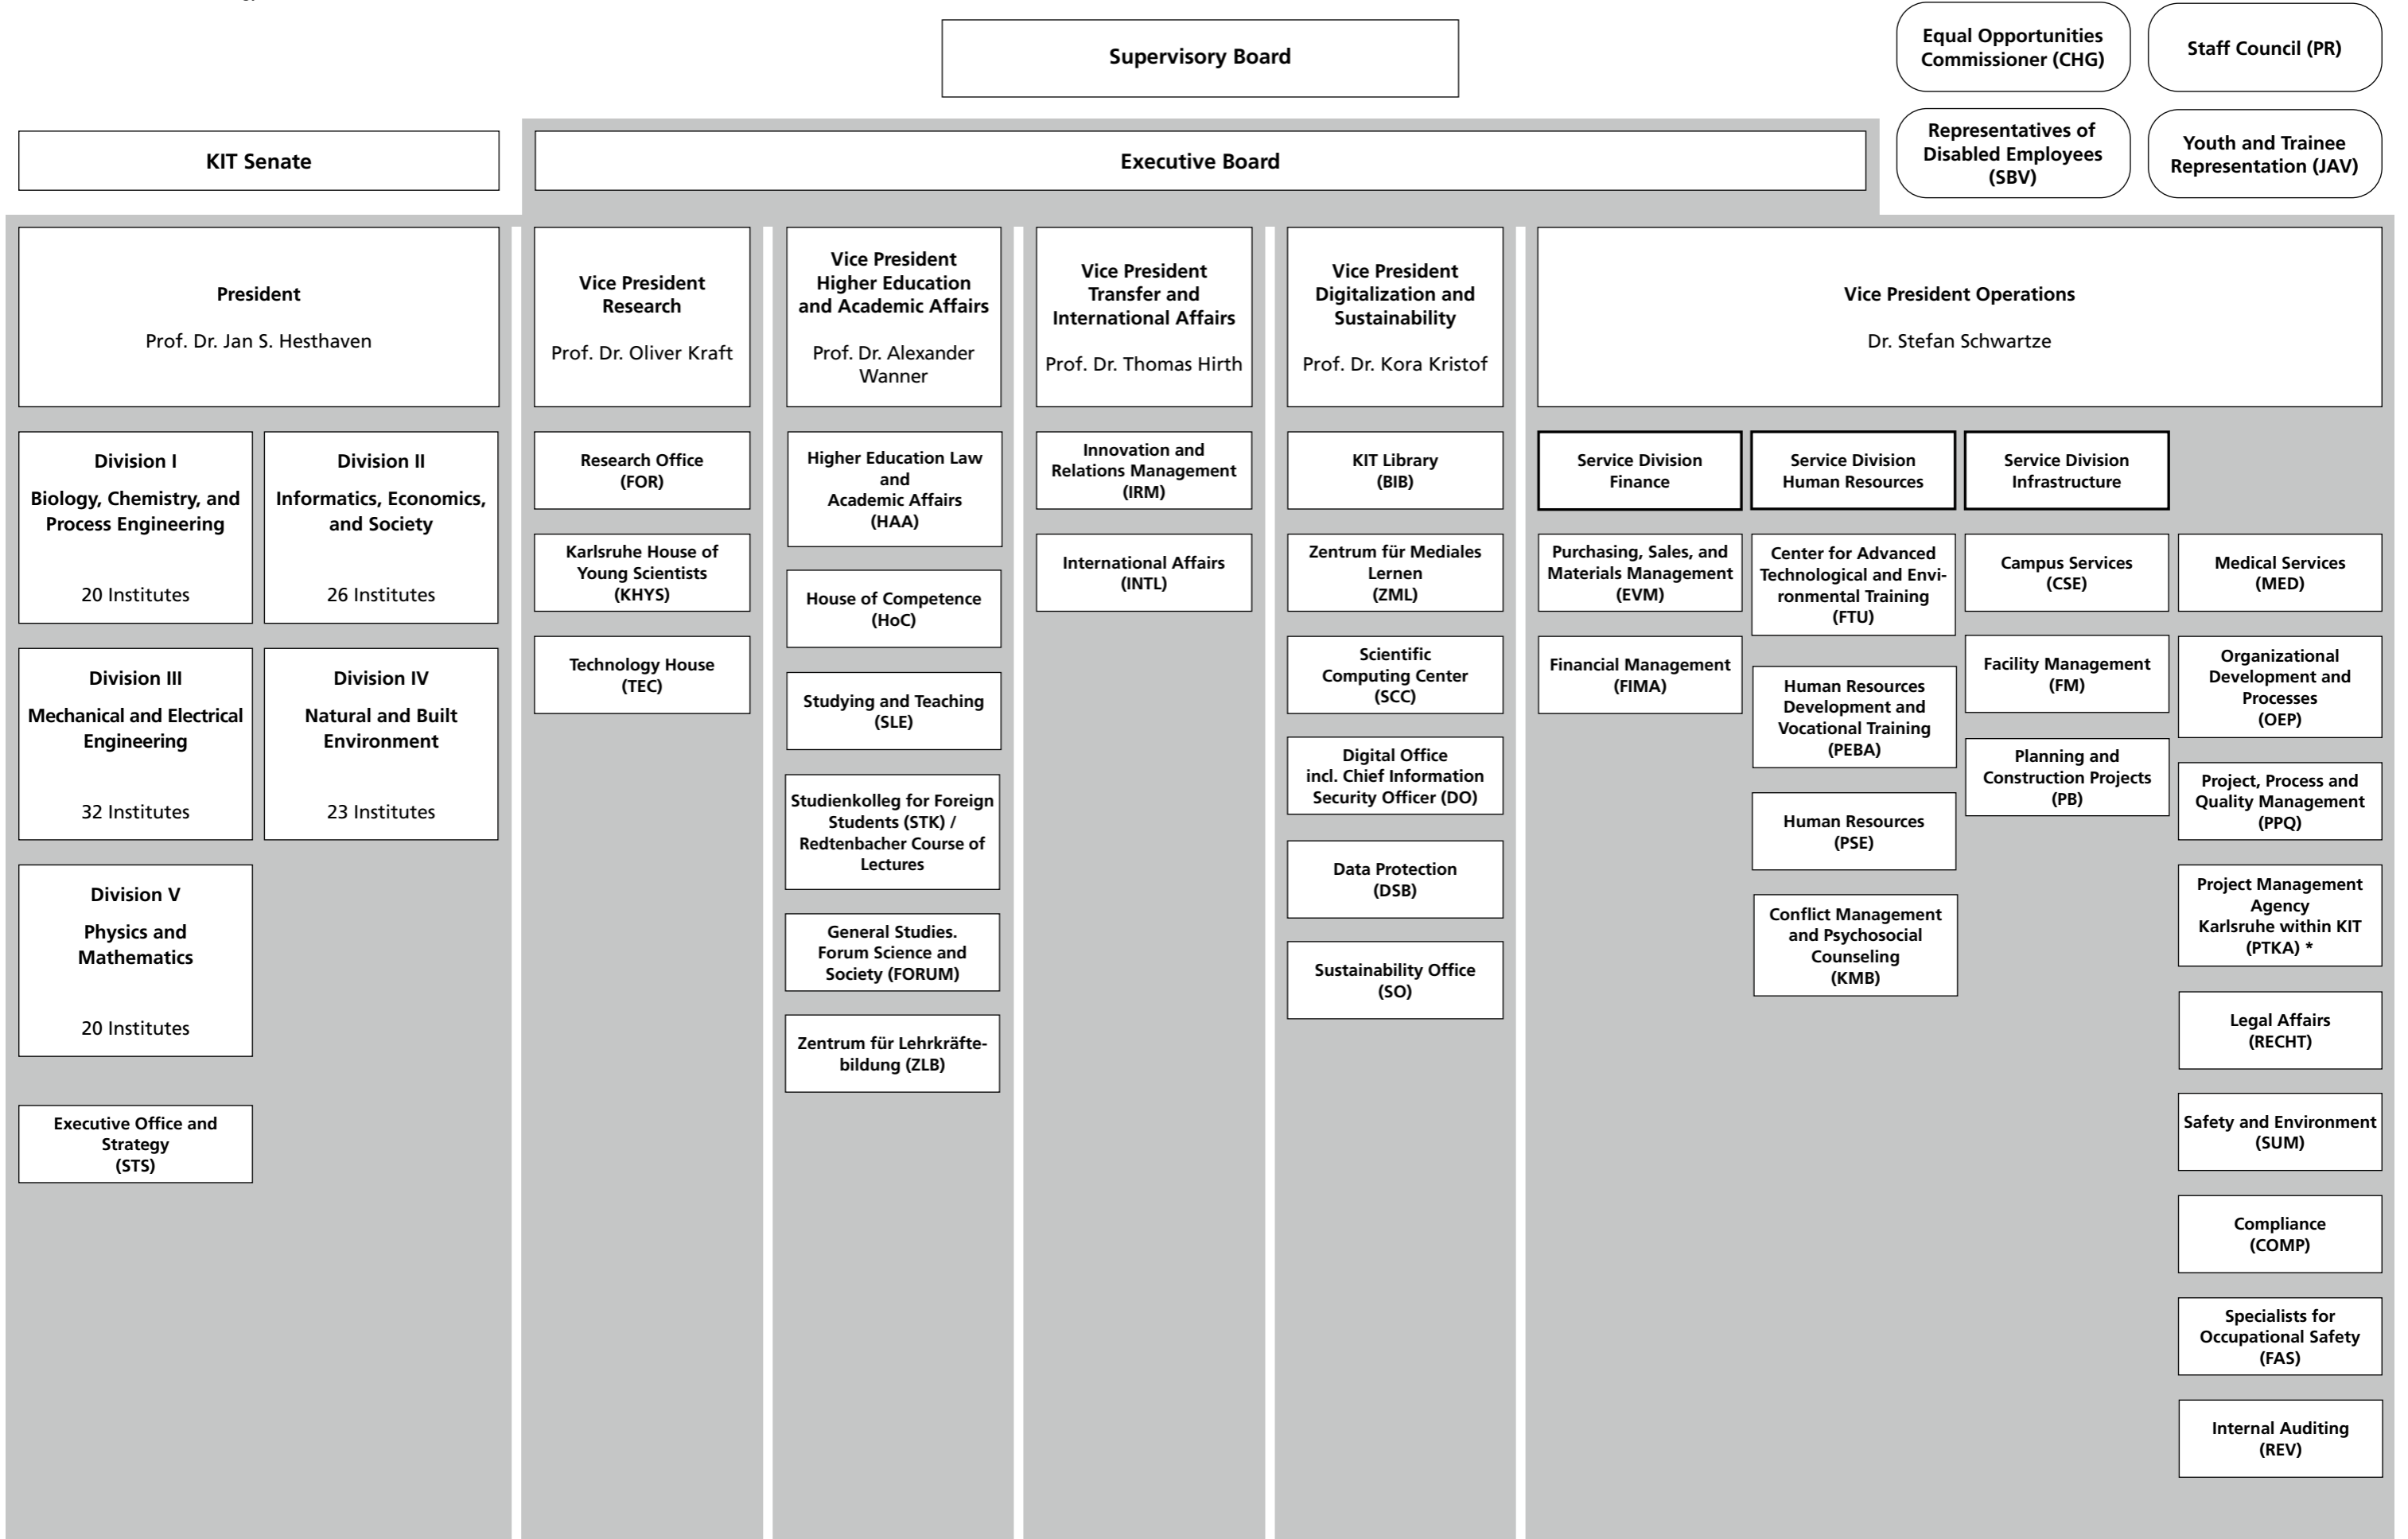 Supervisory Board
Equal Opportunities
Commissioner (CHG)
Staff Council (PR)
Representatives of
Disabled Employees
(SBV)
Youth and Trainee
Representation (JAV)
KIT Senate
Executive Board
President
Prof. Dr. Jan S. Hesthaven
Division I
Biology, Chemistry, and
Process Engineering
20 Institutes
Division II
Informatics, Economics,
and Society
26 Institutes
Division III
Mechanical and Electrical
Engineering
32 Institutes
Division IV
Natural and Built
Environment
23 Institutes
Division V
Physics and
Mathematics
20 Institutes
Executive Office and
Strategy
(STS)
Vice President
Research
Prof. Dr. Oliver Kraft
Research Office
(FOR)
Karlsruhe House of
Young Scientists
(KHYS)
Technology House
(TEC)
Vice President
Higher Education
and Academic Affairs
Prof. Dr. Alexander
Wanner
Higher Education Law
and
Academic Affairs
(HAA)
House of Competence
(HoC)
Studying and Teaching
(SLE)
Studienkolleg for Foreign
Students (STK) /
Redtenbacher Course of
Lectures
General Studies.
Forum Science and
Society (FORUM)
Zentrum für Lehrkräfte-
bildung (ZLB)
Vice President
Transfer and
International Affairs
Prof. Dr. Thomas Hirth
Innovation and
Relations Management
(IRM)
International Affairs
(INTL)
Vice President
Digitalization and
Sustainability
Prof. Dr. Kora Kristof
KIT Library
(BIB)
Zentrum für Mediales
Lernen
(ZML)
Scientific
Computing Center
(SCC)
Digital Office
incl. Chief Information
Security Officer (DO)
Data Protection
(DSB)
Sustainability Office
(SO)
Vice President Operations
Dr. Stefan Schwartze
Service Division
Finance
Purchasing, Sales, and
Materials Management
(EVM)
Financial Management
(FIMA)
Service Division
Human Resources
Center for Advanced
Technological and Envi-
ronmental Training
(FTU)
Human Resources
Development and
Vocational Training
(PEBA)
Human Resources
(PSE)
Conflict Management
and Psychosocial
Counseling
(KMB)
Service Division
Infrastructure
Campus Services
(CSE)
Facility Management
(FM)
Planning and
Construction Projects
(PB)
Medical Services
(MED)
Organizational
Development and
Processes
(OEP)
Project, Process and
Quality Management
(PPQ)
Project Management
Agency
Karlsruhe within KIT
(PTKA) *
Legal Affairs
(RECHT)
Safety and Environment
(SUM)
Compliance
(COMP)
Specialists for
Occupational Safety
(FAS)
Internal Auditing
(REV)